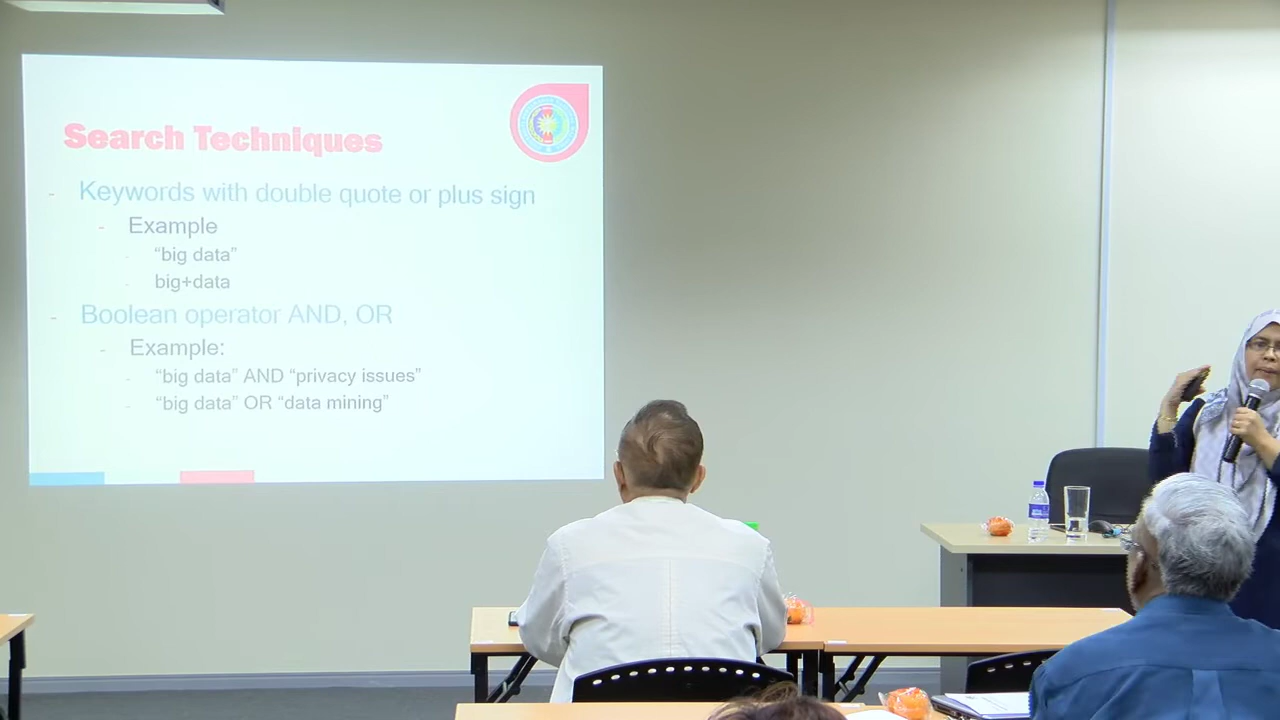 Search Techniques
- Keywords with double quote or plus sign
- Example
“big data”
big+data
- Boolean operator AND, OR
- Example:
- “big data” AND “privacy issues”
- “big data” OR “data mining”